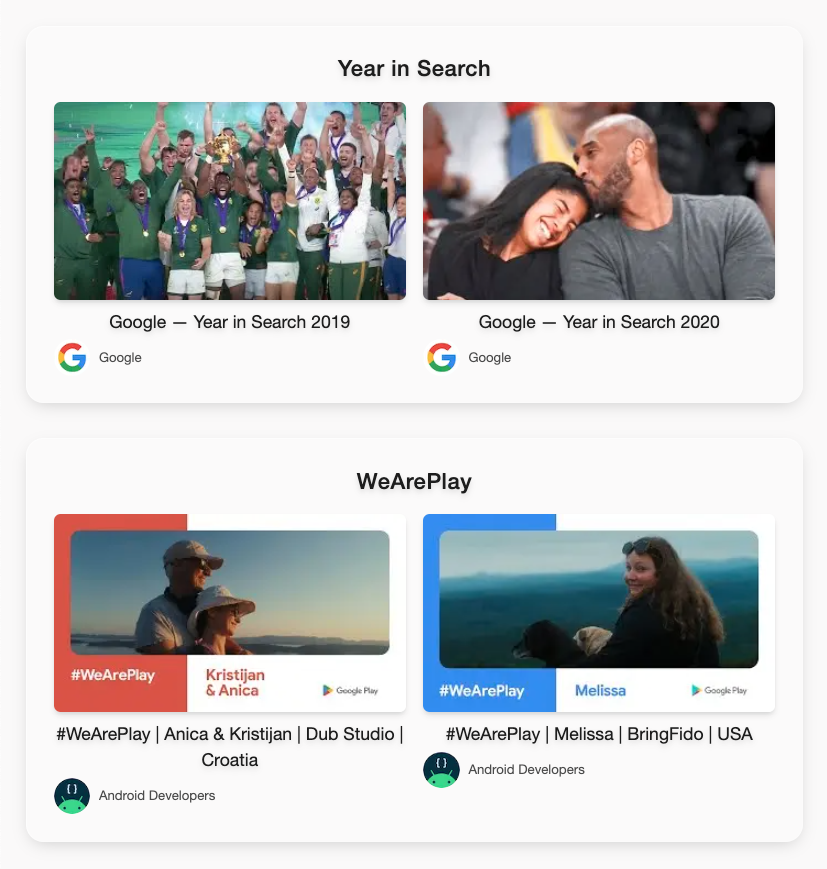 Year in Search
Google — Year in Search 2019
Google
Google — Year in Search 2020
Google
WeArePlay
#WeArePlay
Kristijan
& Anica
Google Play
#WeArePlay | Anica & Kristijan | Dub Studio |
Croatia
Android Developers
#WeArePlay
Melissa
Google Play
#WeArePlay | Melissa | BringFido | USA
Android Developers